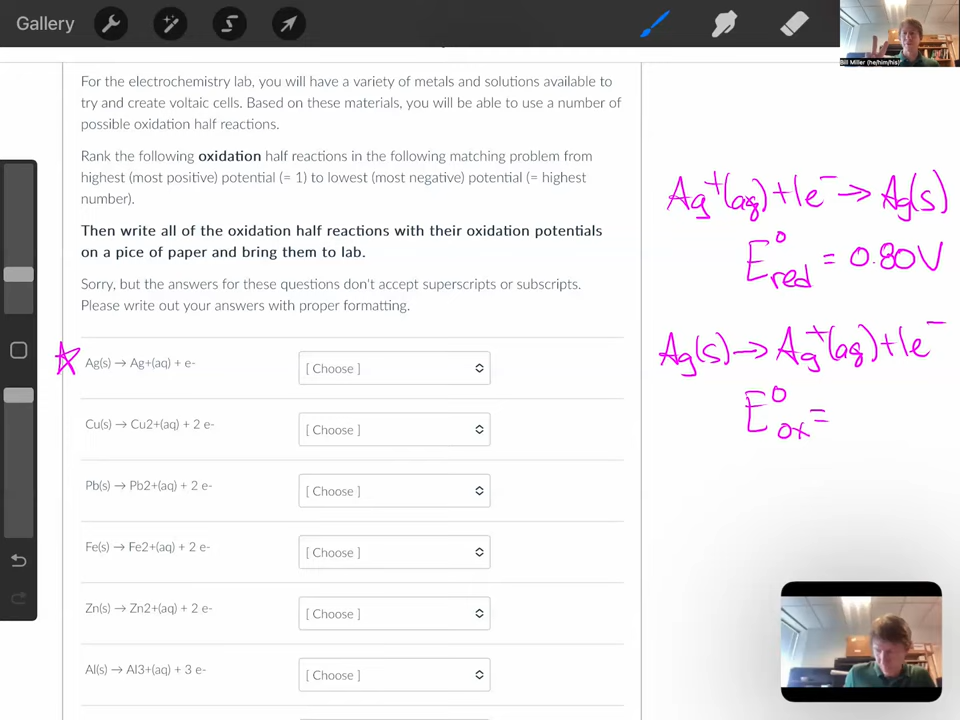 Gallery
Bill Miller (he/him/his)
For the electrochemistry lab, you will have a variety of metals and solutions available to
try and create voltaic cells. Based on these materials, you will be able to use a number of
possible oxidation half reactions.
Rank the following oxidation half reactions in the following matching problem from
highest (most positive) potential (= 1) to lowest (most negative) potential (= highest
number).
Then write all of the oxidation half reactions with their oxidation potentials
on a pice of paper and bring them to lab.
Sorry, but the answers for these questions don't accept superscripts or subscripts.
Please write out your answers with proper formatting.
Ag(s) → Ag+(aq) + e- [ Choose ]
Cu(s) → Cu2+(aq) + 2 e- [ Choose ]
Pb(s) → Pb2+(aq) + 2 e- [ Choose ]
Fe(s) → Fe2+(aq) + 2 e- [ Choose ]
Zn(s) → Zn2+(aq) + 2 e- [ Choose ]
Al(s) → Al3+(aq) + 3 e- [ Choose ]
Ag⁺(aq) + 1e⁻ → Ag(s)
E°red = 0.80V
Ag(s) → Ag⁺(aq) + 1e⁻
E°ox =